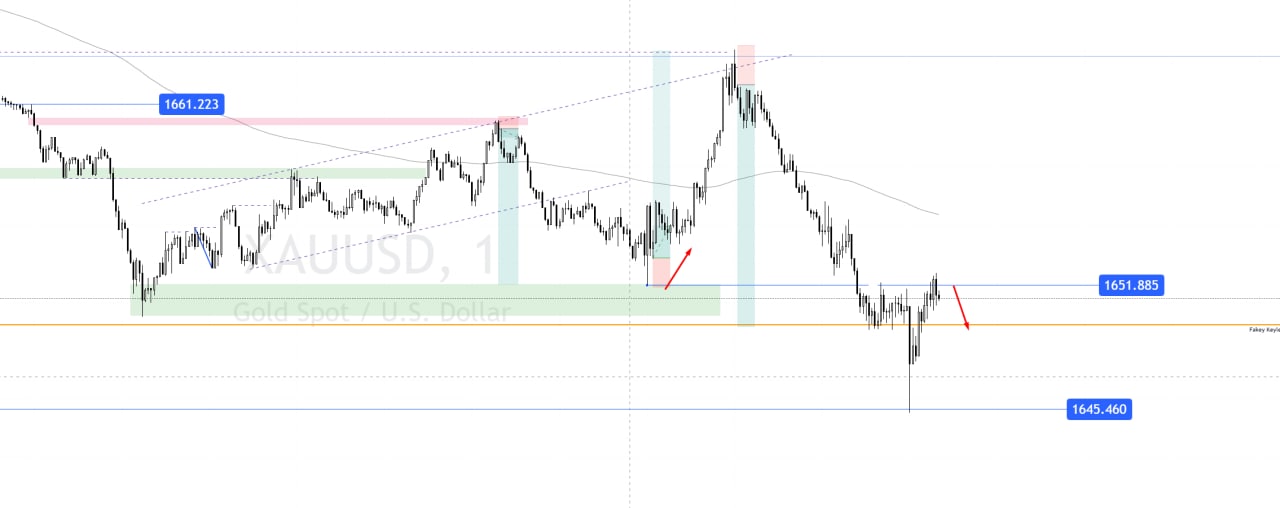 1661.223
XAUUSD, 1
1651.885
Gold Spot / U.S. Dollar
Fakey Keyle
1645.460